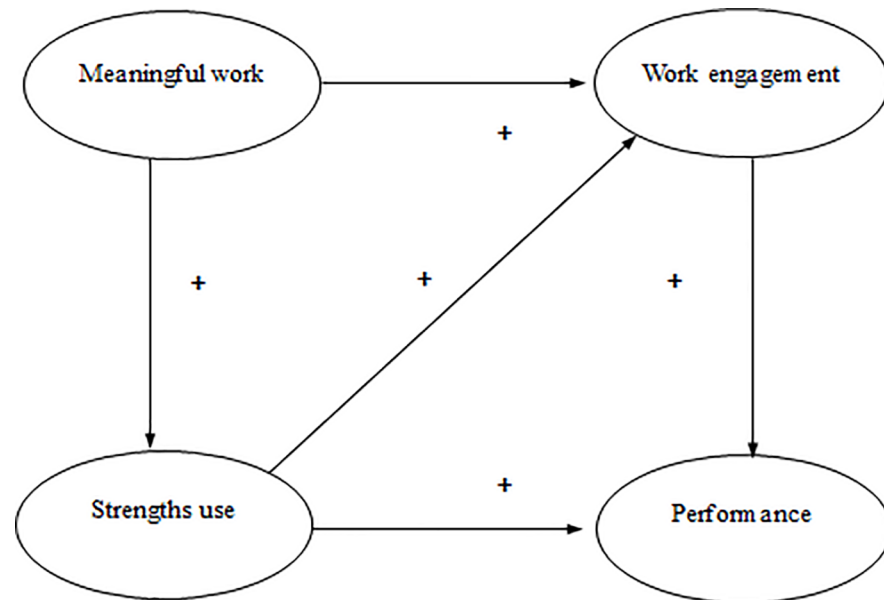 Meaningful work
Work engagement
+
+
+
+
Strengths use
+
Performance